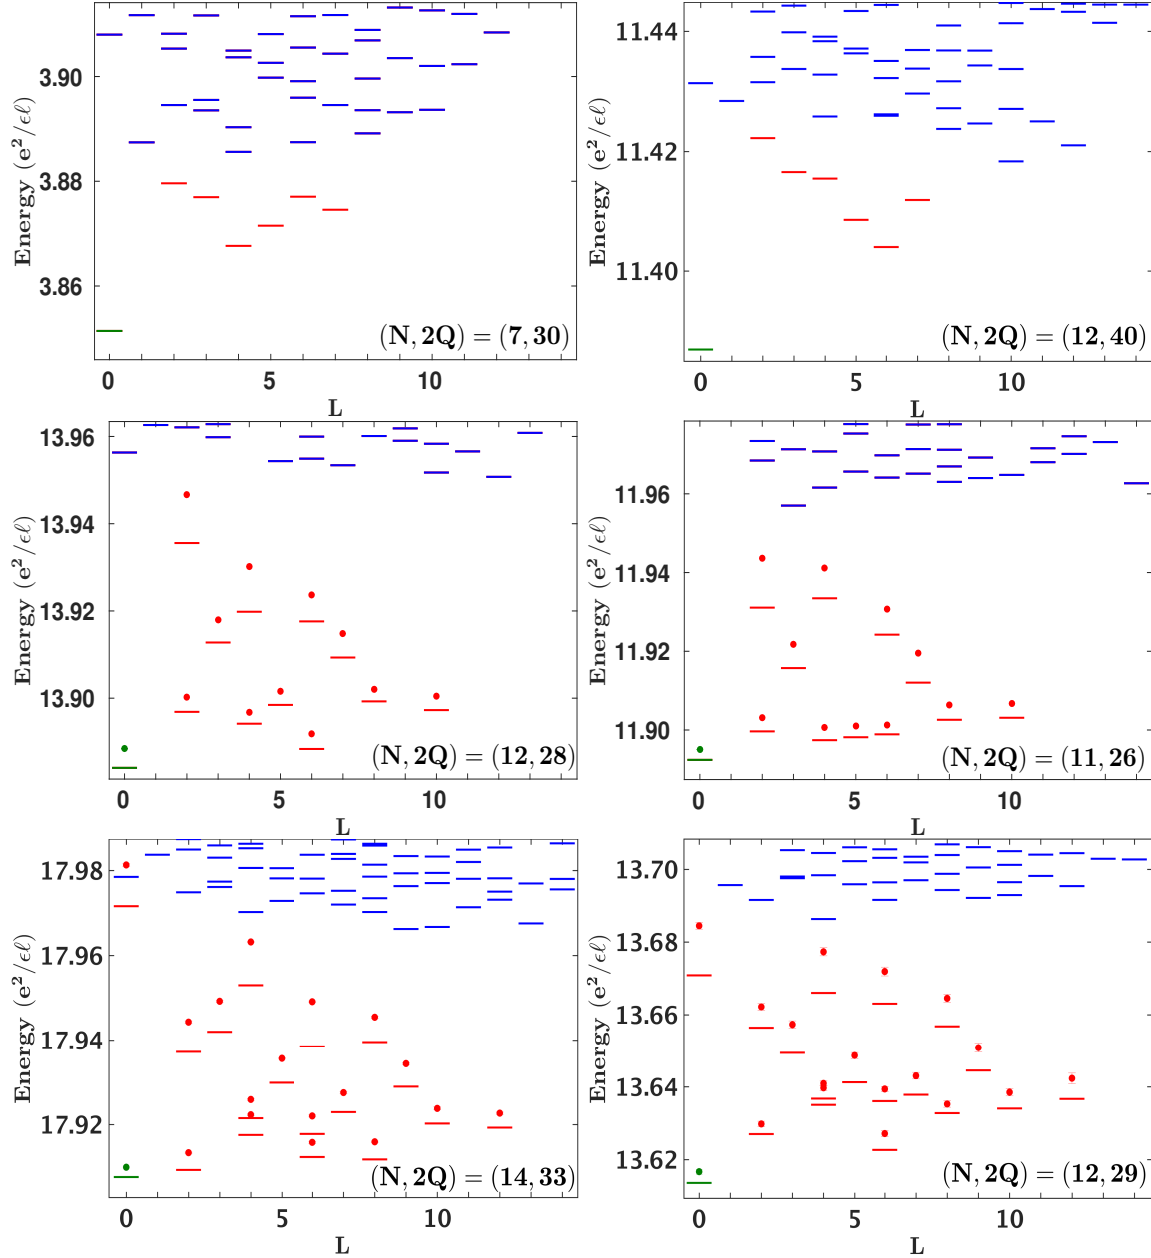 3.90
3.88
3.86
Energy (e²/ϵℓ)
(N, 2Q) = (7, 30)
0 5 10
L
11.44
11.42
11.40
Energy (e²/ϵℓ)
(N, 2Q) = (12, 40)
0 5 10
L
13.96
13.94
13.92
13.90
Energy (e²/ϵℓ)
(N, 2Q) = (12, 28)
0 5 10
L
11.96
11.94
11.92
11.90
Energy (e²/ϵℓ)
(N, 2Q) = (11, 26)
0 5 10
L
17.98
17.96
17.94
17.92
Energy (e²/ϵℓ)
(N, 2Q) = (14, 33)
0 5 10
L
13.70
13.68
13.66
13.64
13.62
Energy (e²/ϵℓ)
(N, 2Q) = (12, 29)
0 5 10
L